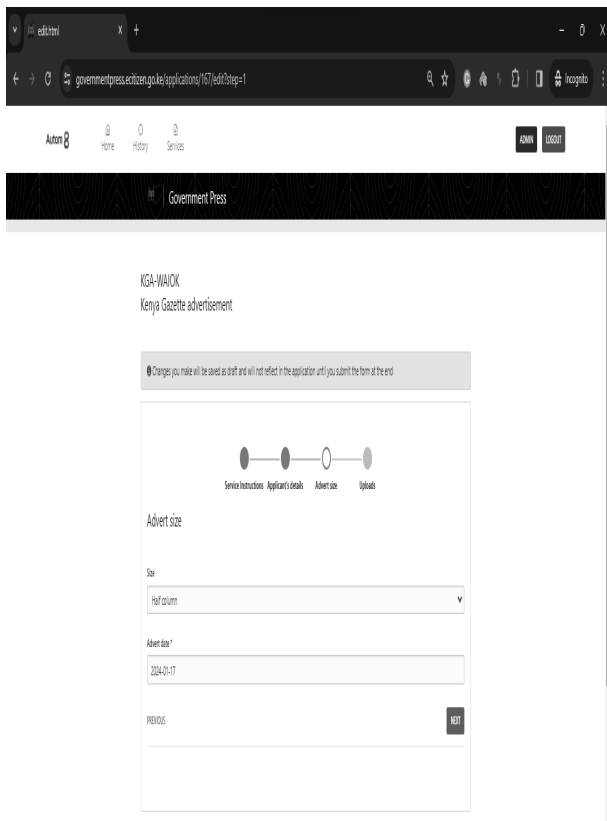 edit.html
governmentpress.ecitizen.go.ke/applications/167/edit?step=1
Incognito
Autom8
Home History Services
ADMIN LOGOUT
Government Press
KGA-WAIOK
Kenya Gazette advertisement
Changes you make will be saved as draft and will not reflect in the application until you submit the form at the end
Service Instructions Applicant's details Advert size Uploads
Advert size
Size
Half column
Advert date *
2024-01-17
PREVIOUS NEXT